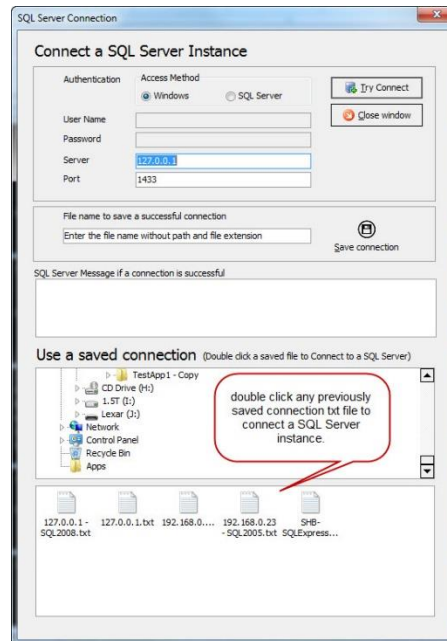 SQL Server Connection
Connect a SQL Server Instance
Authentication
Access Method
Windows
SQL Server
Try Connect
Close window
User Name
Password
Server
127.0.0.1
Port
1433
File name to save a successful connection
Enter the file name without path and file extension
Save connection
SQL Server Message if a connection is successful
Use a saved connection (Double click a saved file to Connect to a SQL Server)
TestApp1 - Copy
CD Drive (H:)
1.5T (I:)
Lexar (J:)
Network
Control Panel
Recycle Bin
Apps
double click any previously
saved connection txt file to
connect a SQL Server
instance.
127.0.0.1 -
SQL2008.txt
127.0.0.1.txt
192.168.0....
192.168.0.23
- SQL2005.txt
SHB-
SQLExpress...